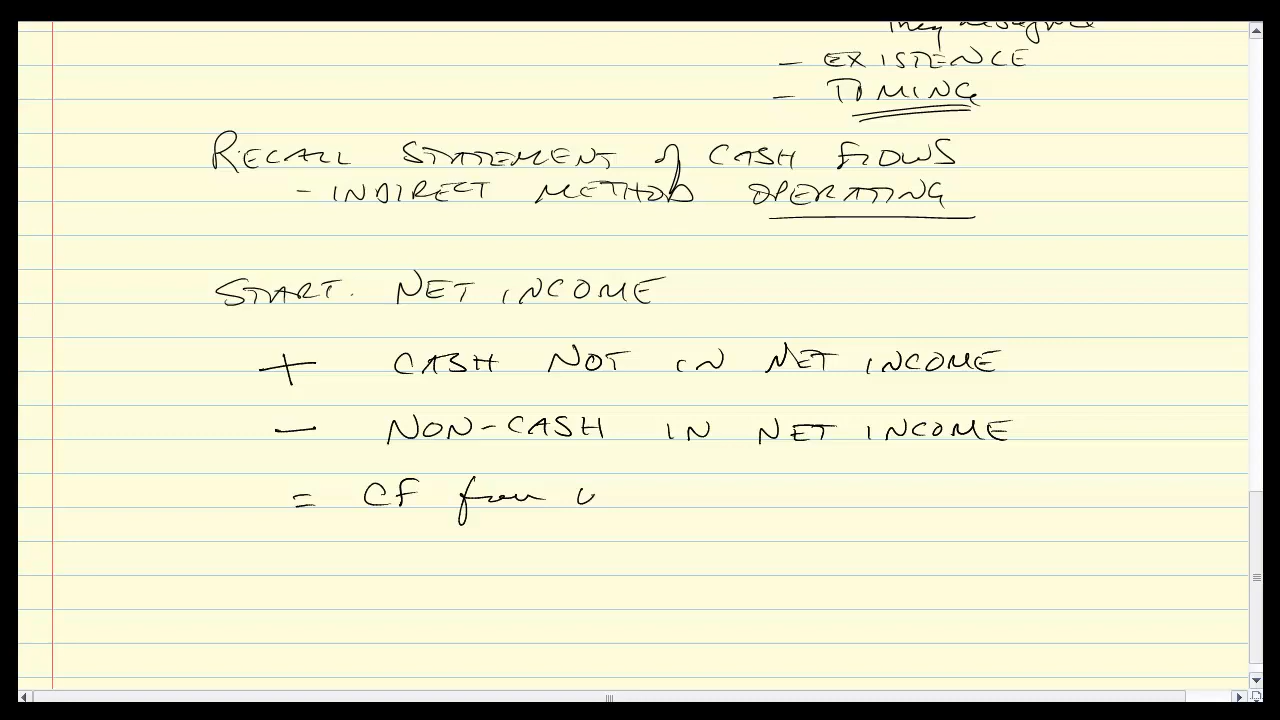 they
- EXISTENCE
- TIMING
RECALL STATEMENT of CASH FLOWS
- INDIRECT METHOD OPERATING
START. NET INCOME
+ CASH NOT IN NET INCOME
- NON-CASH IN NET INCOME
= CF from